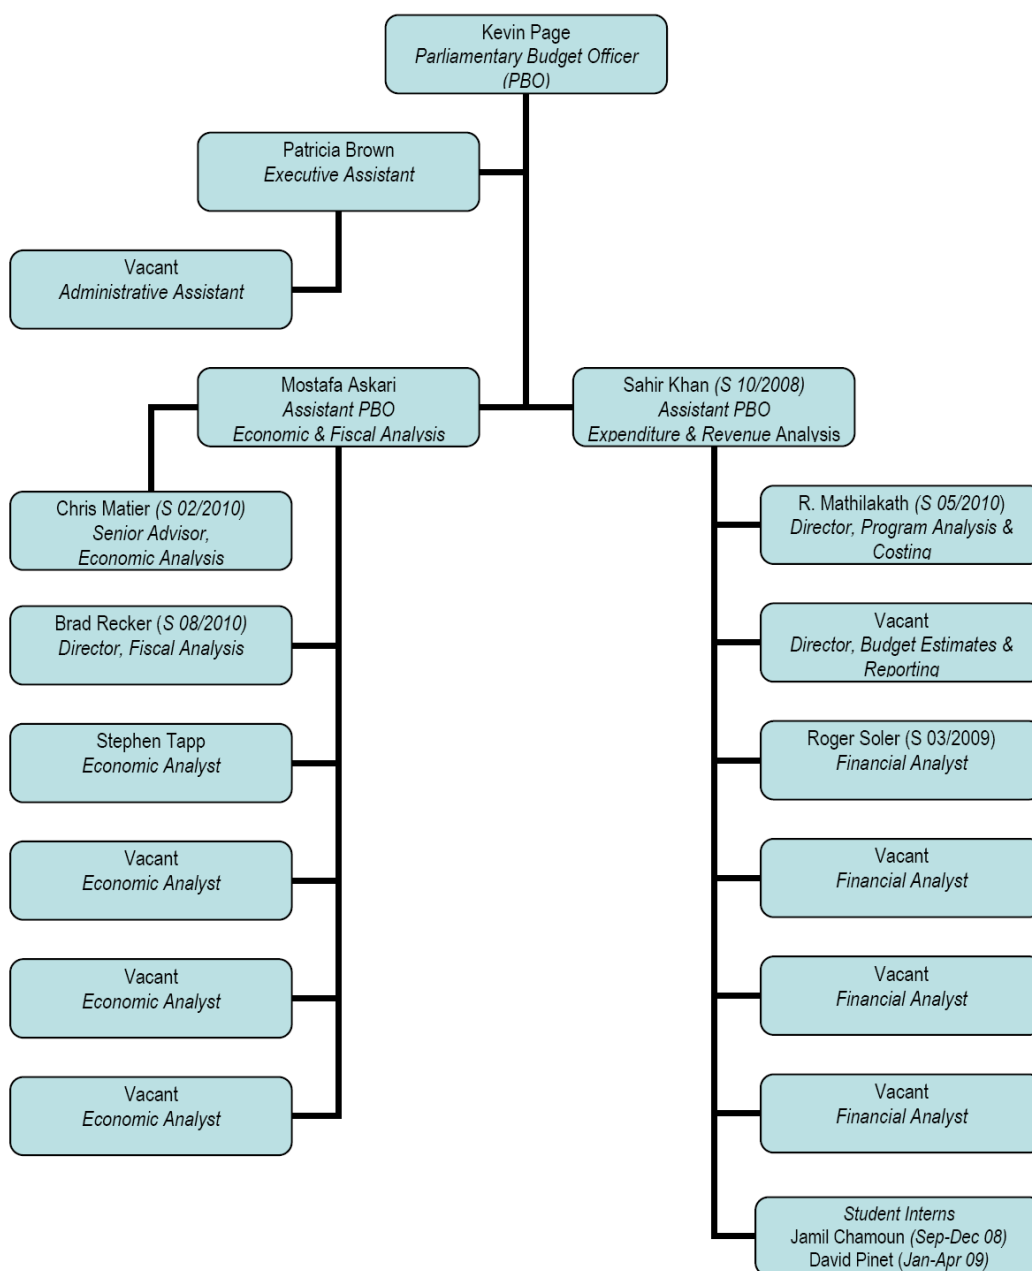 Kevin Page
Parliamentary Budget Officer
(PBO)
Patricia Brown
Executive Assistant
Vacant
Administrative Assistant
Mostafa Askari
Assistant PBO
Economic & Fiscal Analysis
Sahir Khan (S 10/2008)
Assistant PBO
Expenditure & Revenue Analysis
Chris Matier (S 02/2010)
Senior Advisor,
Economic Analysis
Brad Recker (S 08/2010)
Director, Fiscal Analysis
Stephen Tapp
Economic Analyst
Vacant
Economic Analyst
Vacant
Economic Analyst
Vacant
Economic Analyst
R. Mathilakath (S 05/2010)
Director, Program Analysis &
Costing
Vacant
Director, Budget Estimates &
Reporting
Roger Soler (S 03/2009)
Financial Analyst
Vacant
Financial Analyst
Vacant
Financial Analyst
Vacant
Financial Analyst
Student Interns
Jamil Chamoun (Sep-Dec 08)
David Pinet (Jan-Apr 09)